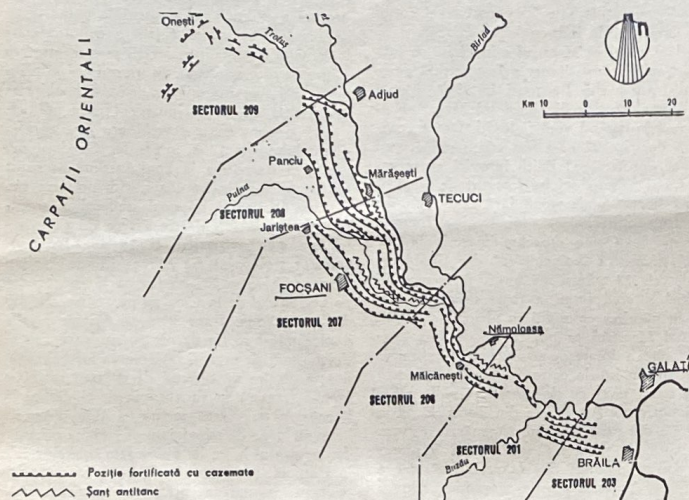 Onești
Trotuș
Bîrlad
n
CARPAȚII ORIENTALI
Km 10 0 10 20
Adjud
SECTORUL 209
Panciu
Mărășești
Putna
TECUCI
SECTORUL 208
Jariștea
FOCȘANI
SECTORUL 207
Nămoloasa
Măicănești
GALAȚI
SECTORUL 206
SECTORUL 201
BRĂILA
Buzău
SECTORUL 203
Poziție fortificată cu cazemate
Șanț antitanc